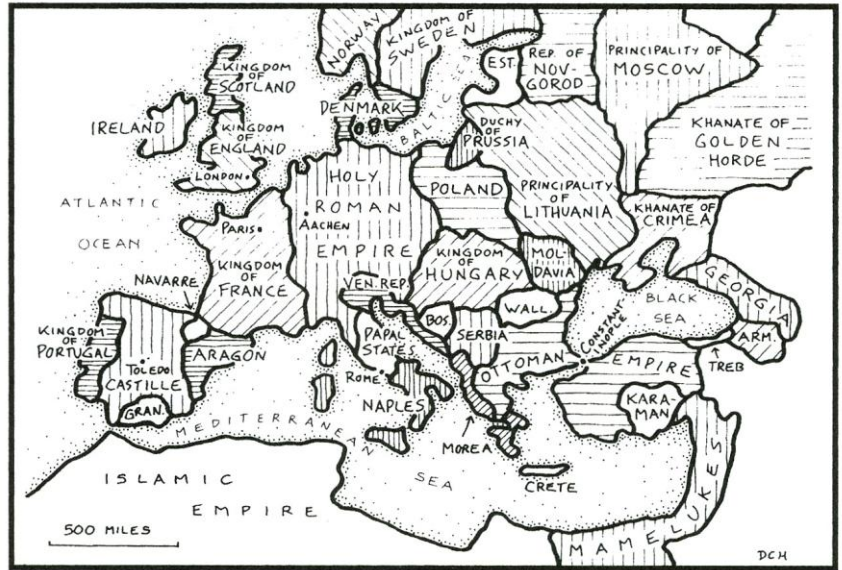 NORWAY
KINGDOM OF
SWEDEN
KINGDOM
OF
SCOTLAND
IRELAND
KINGDOM
OF
ENGLAND
LONDON
DENMARK
BALTIC SEA
EST.
REP. OF
NOV-
GOROD
PRINCIPALITY OF
MOSCOW
KHANATE OF
GOLDEN
HORDE
DUCHY
OF
PRUSSIA
POLAND
PRINCIPALITY
OF
LITHUANIA
KHANATE OF
CRIMEA
HOLY
ROMAN
EMPIRE
AACHEN
ATLANTIC
OCEAN
PARIS
KINGDOM
OF
FRANCE
KINGDOM
OF
HUNGARY
MOL-
DAVIA
GEORGIA
NAVARRE
VEN. REP.
BOS.
WALL.
BLACK
SEA
KINGDOM
OF
PORTUGAL
ARAGON
TOLEDO
CASTILLE
GRAN.
PAPAL
STATES
ROME
NAPLES
SERBIA
OTTOMAN
EMPIRE
CONSTANT
INOPLE
ARM.
TREB
KARA-
MAN
MOREA
CRETE
MEDITERRANEAN
SEA
ISLAMIC
EMPIRE
MAMELUKES
500 MILES
DCH